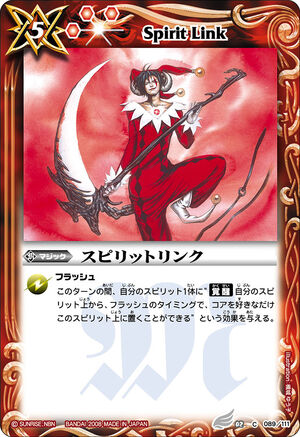 5
Spirit Link
マジック
スピリットリンク
フラッシュ
このターンの間、自分のスピリット1体に“覚醒 自分のスピ
リット上から、フラッシュのタイミングで、コアを好きなだけ
このスピリット上に置くことができる”という効果を与える。
© SUNRISE,NBN BANDAI 2008 MADE IN JAPAN
02 C 089/111
Illustration